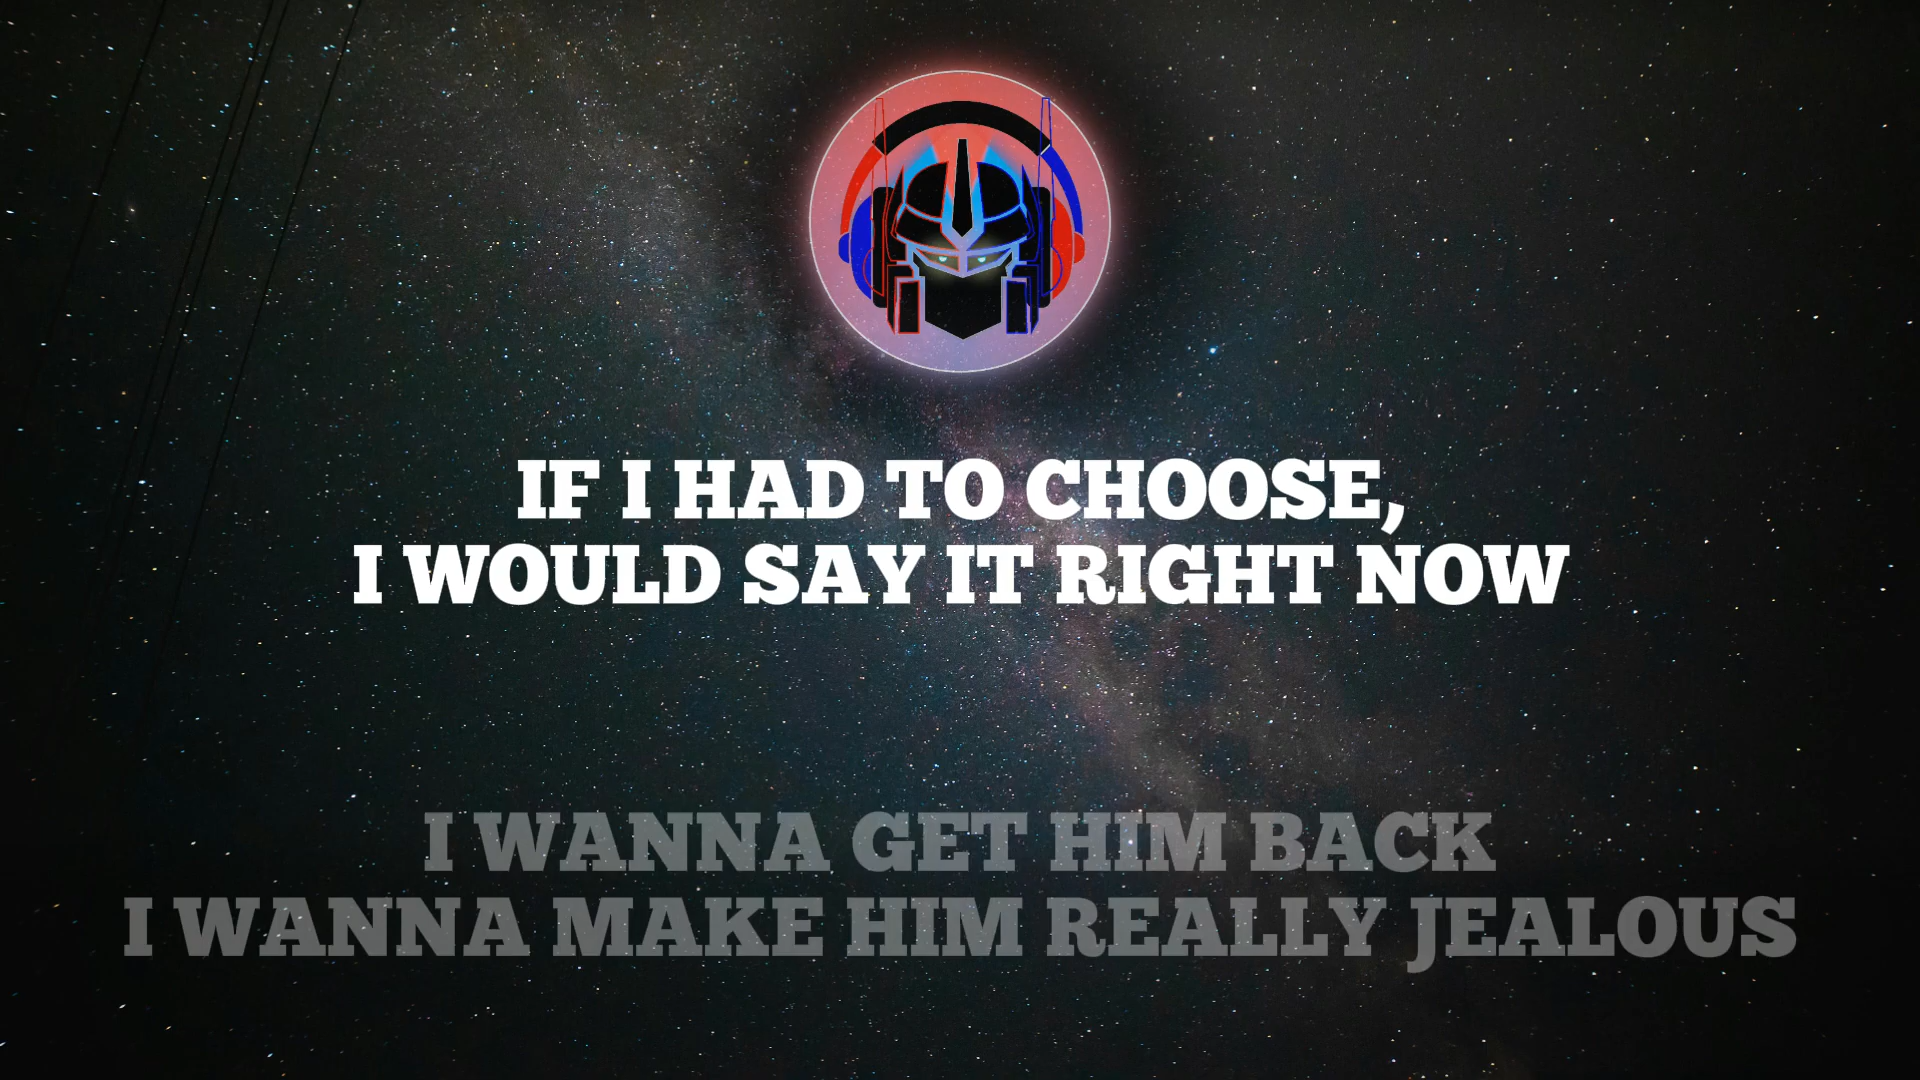 IF I HAD TO CHOOSE,
I WOULD SAY IT RIGHT NOW
I WANNA GET HIM BACK
I WANNA MAKE HIM REALLY JEALOUS